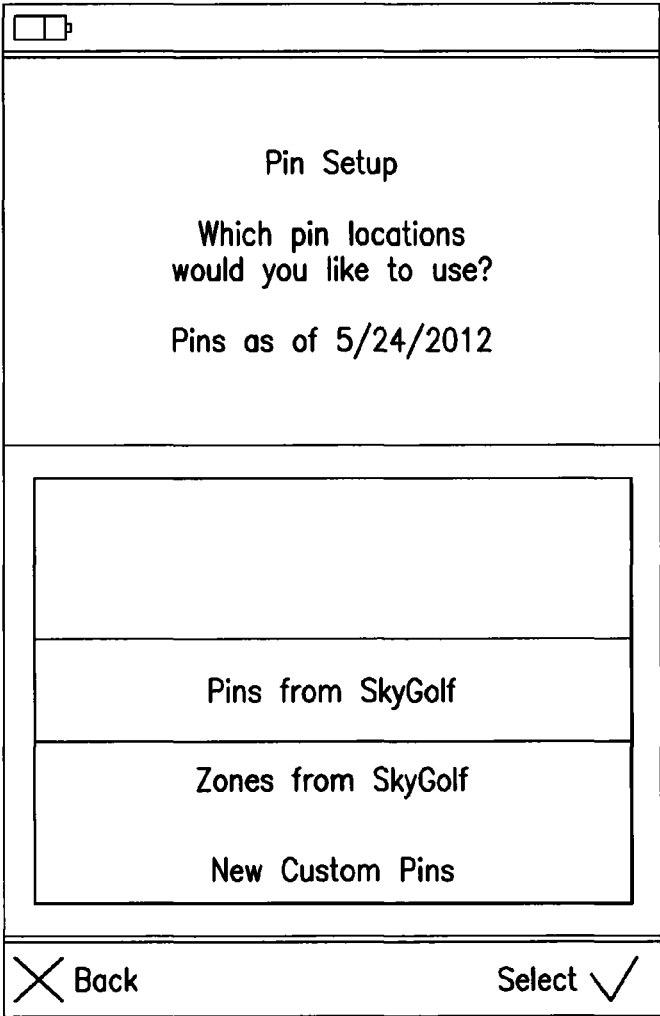 Pin Setup
Which pin locations
would you like to use?
Pins as of 5/24/2012
Pins from SkyGolf
Zones from SkyGolf
New Custom Pins
Back
Select